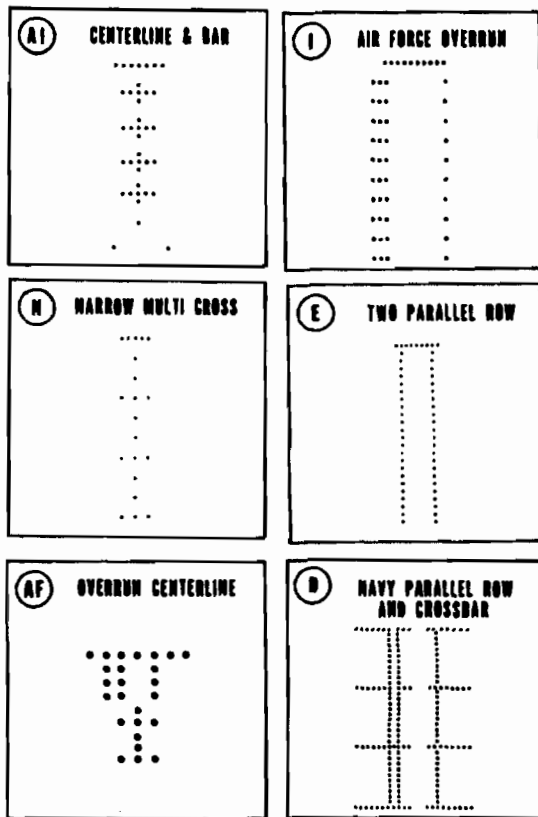 A1 CENTERLINE & BAR
I AIR FORCE OVERRUN
N NARROW MULTI CROSS
E TWO PARALLEL ROW
AF OVERRUN CENTERLINE
D NAVY PARALLEL ROW
AND CROSSBAR